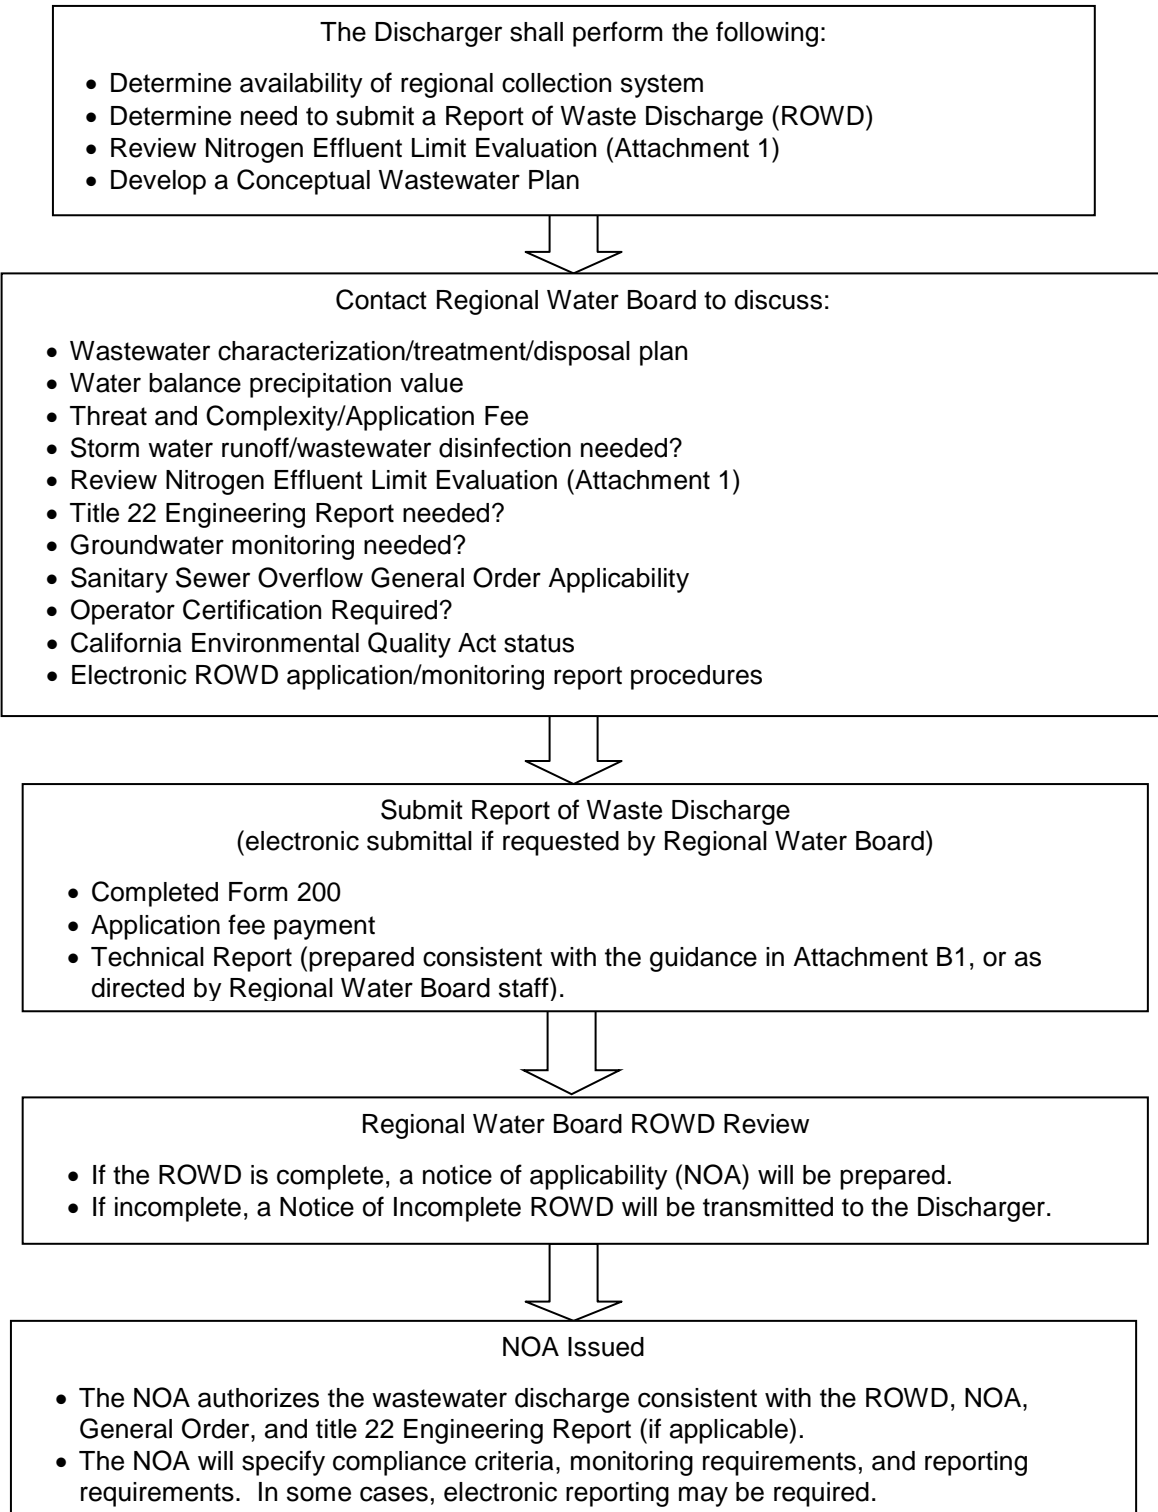 The Discharger shall perform the following:
• Determine availability of regional collection system
• Determine need to submit a Report of Waste Discharge (ROWD)
• Review Nitrogen Effluent Limit Evaluation (Attachment 1)
• Develop a Conceptual Wastewater Plan
Contact Regional Water Board to discuss:
• Wastewater characterization/treatment/disposal plan
• Water balance precipitation value
• Threat and Complexity/Application Fee
• Storm water runoff/wastewater disinfection needed?
• Review Nitrogen Effluent Limit Evaluation (Attachment 1)
• Title 22 Engineering Report needed?
• Groundwater monitoring needed?
• Sanitary Sewer Overflow General Order Applicability
• Operator Certification Required?
• California Environmental Quality Act status
• Electronic ROWD application/monitoring report procedures
Submit Report of Waste Discharge
(electronic submittal if requested by Regional Water Board)
• Completed Form 200
• Application fee payment
• Technical Report (prepared consistent with the guidance in Attachment B1, or as
directed by Regional Water Board staff).
Regional Water Board ROWD Review
• If the ROWD is complete, a notice of applicability (NOA) will be prepared.
• If incomplete, a Notice of Incomplete ROWD will be transmitted to the Discharger.
NOA Issued
• The NOA authorizes the wastewater discharge consistent with the ROWD, NOA,
General Order, and title 22 Engineering Report (if applicable).
• The NOA will specify compliance criteria, monitoring requirements, and reporting
requirements.  In some cases, electronic reporting may be required.